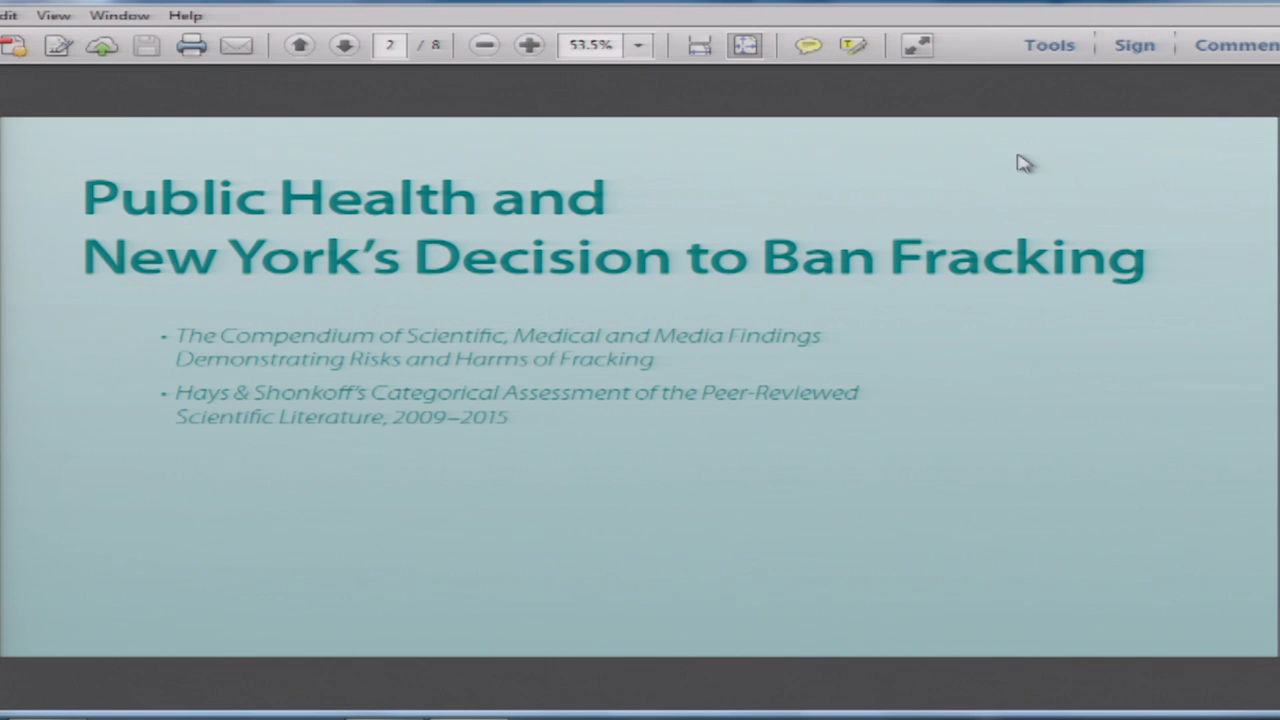 dit View Window Help
2 / 8 53.5% Tools Sign Commen
Public Health and
New York's Decision to Ban Fracking
• The Compendium of Scientific, Medical and Media Findings
Demonstrating Risks and Harms of Fracking
• Hays & Shonkoff's Categorical Assessment of the Peer-Reviewed
Scientific Literature, 2009–2015